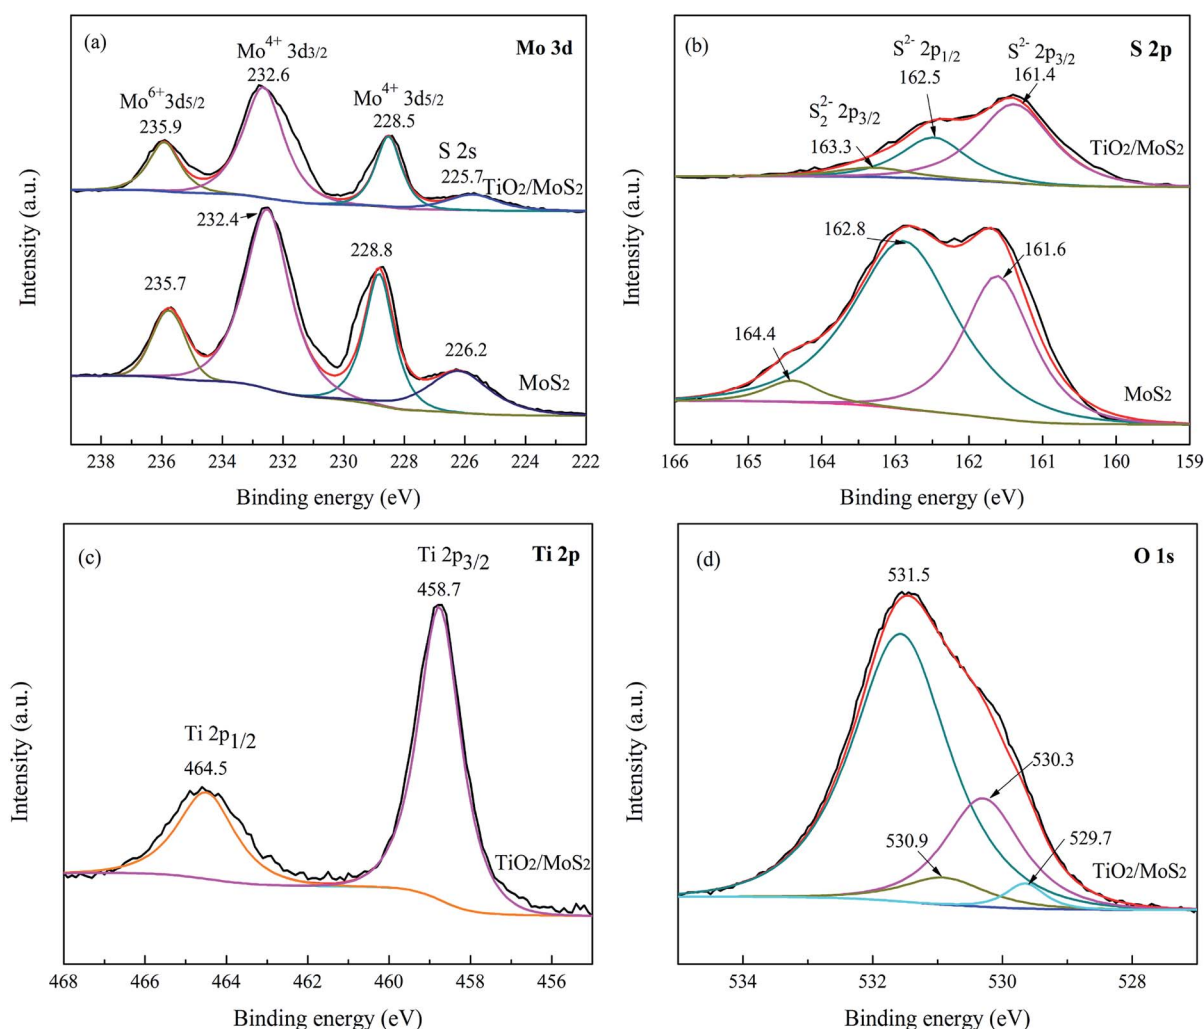 (a)
Mo 3d
Mo4+ 3d3/2
232.6
Mo6+3d5/2
235.9
Mo4+ 3d5/2
228.5
S 2s
225.7
TiO2/MoS2
232.4
235.7
228.8
226.2
MoS2
Intensity (a.u.)
238 236 234 232 230 228 226 224 222
Binding energy (eV)
(b)
S 2p
S2- 2p1/2
162.5
S2- 2p3/2
161.4
S22- 2p3/2
163.3
TiO2/MoS2
162.8
161.6
164.4
MoS2
Intensity (a.u.)
166 165 164 163 162 161 160 159
Binding energy (eV)
(c)
Ti 2p
Ti 2p3/2
458.7
Ti 2p1/2
464.5
TiO2/MoS2
Intensity (a.u.)
468 466 464 462 460 458 456
Binding energy (eV)
(d)
O 1s
531.5
530.3
530.9
529.7
TiO2/MoS2
Intensity (a.u.)
534 532 530 528
Binding energy (eV)